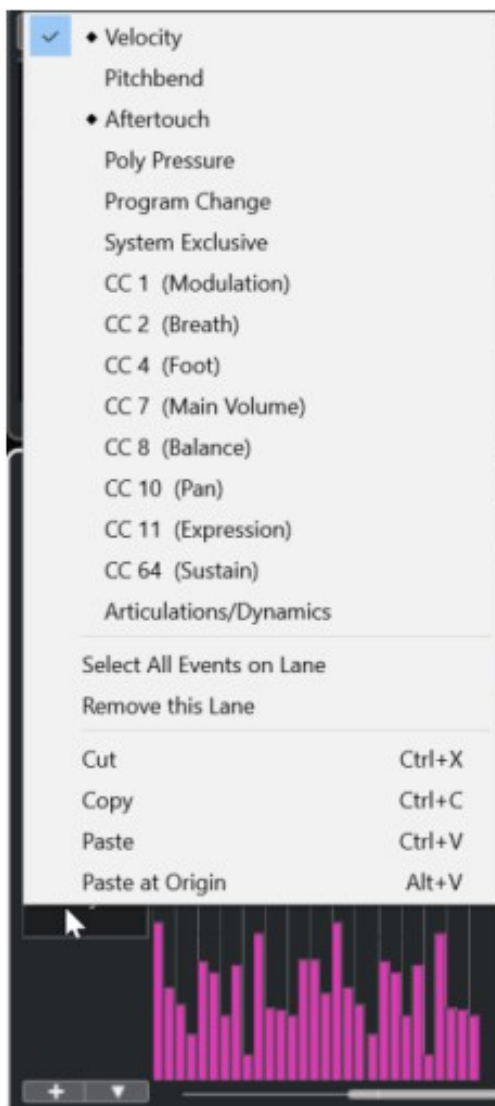 Velocity
Pitchbend
Aftertouch
Poly Pressure
Program Change
System Exclusive
CC 1 (Modulation)
CC 2 (Breath)
CC 4 (Foot)
CC 7 (Main Volume)
CC 8 (Balance)
CC 10 (Pan)
CC 11 (Expression)
CC 64 (Sustain)
Articulations/Dynamics
Select All Events on Lane
Remove this Lane
Cut Ctrl+X
Copy Ctrl+C
Paste Ctrl+V
Paste at Origin Alt+V